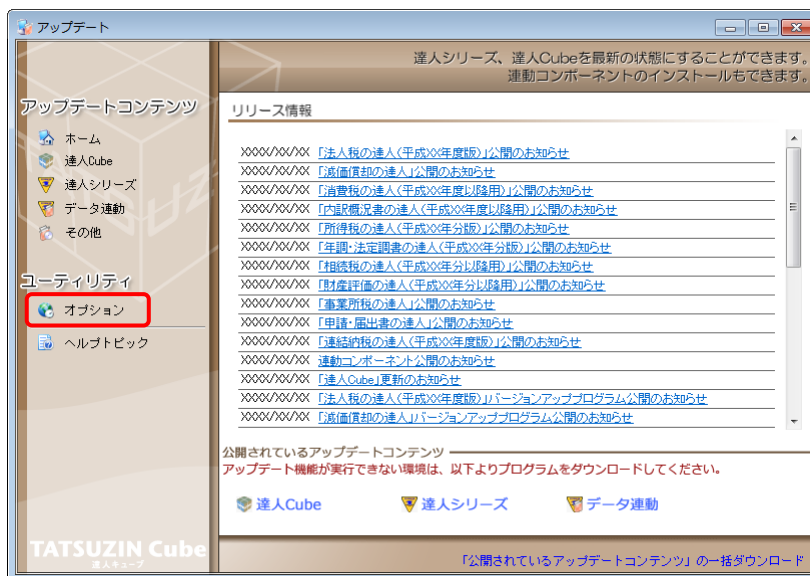 アップデート
達人シリーズ、達人Cubeを最新の状態にすることができます。
連動コンポーネントのインストールもできます。
アップデートコンテンツ
ホーム
達人Cube
達人シリーズ
データ連動
その他
ユーティリティ
オプション
ヘルプトピック
リリース情報
XXXX/XX/XX 「法人税の達人(平成XX年度版)」公開のお知らせ
XXXX/XX/XX 「減価償却の達人」公開のお知らせ
XXXX/XX/XX 「消費税の達人(平成XX年度以降用)」公開のお知らせ
XXXX/XX/XX 「内訳概況書の達人(平成XX年度以降用)」公開のお知らせ
XXXX/XX/XX 「所得税の達人(平成XX年分版)」公開のお知らせ
XXXX/XX/XX 「年調・法定調書の達人(平成XX年分版)」公開のお知らせ
XXXX/XX/XX 「相続税の達人(平成XX年分以降用)」公開のお知らせ
XXXX/XX/XX 「財産評価の達人(平成XX年分以降用)」公開のお知らせ
XXXX/XX/XX 「事業所税の達人」公開のお知らせ
XXXX/XX/XX 「申請・届出書の達人」公開のお知らせ
XXXX/XX/XX 「連結納税の達人(平成XX年度版)」公開のお知らせ
XXXX/XX/XX 連動コンポーネント公開のお知らせ
XXXX/XX/XX 「達人Cube」更新のお知らせ
XXXX/XX/XX 「法人税の達人(平成XX年度版)」バージョンアッププログラム公開のお知らせ
XXXX/XX/XX 「減価償却の達人」バージョンアッププログラム公開のお知らせ
公開されているアップデートコンテンツ
アップデート機能が実行できない環境は、以下よりプログラムをダウンロードしてください。
達人Cube 達人シリーズ データ連動
TATSUZIN Cube
達人キューブ
「公開されているアップデートコンテンツ」の一括ダウンロード